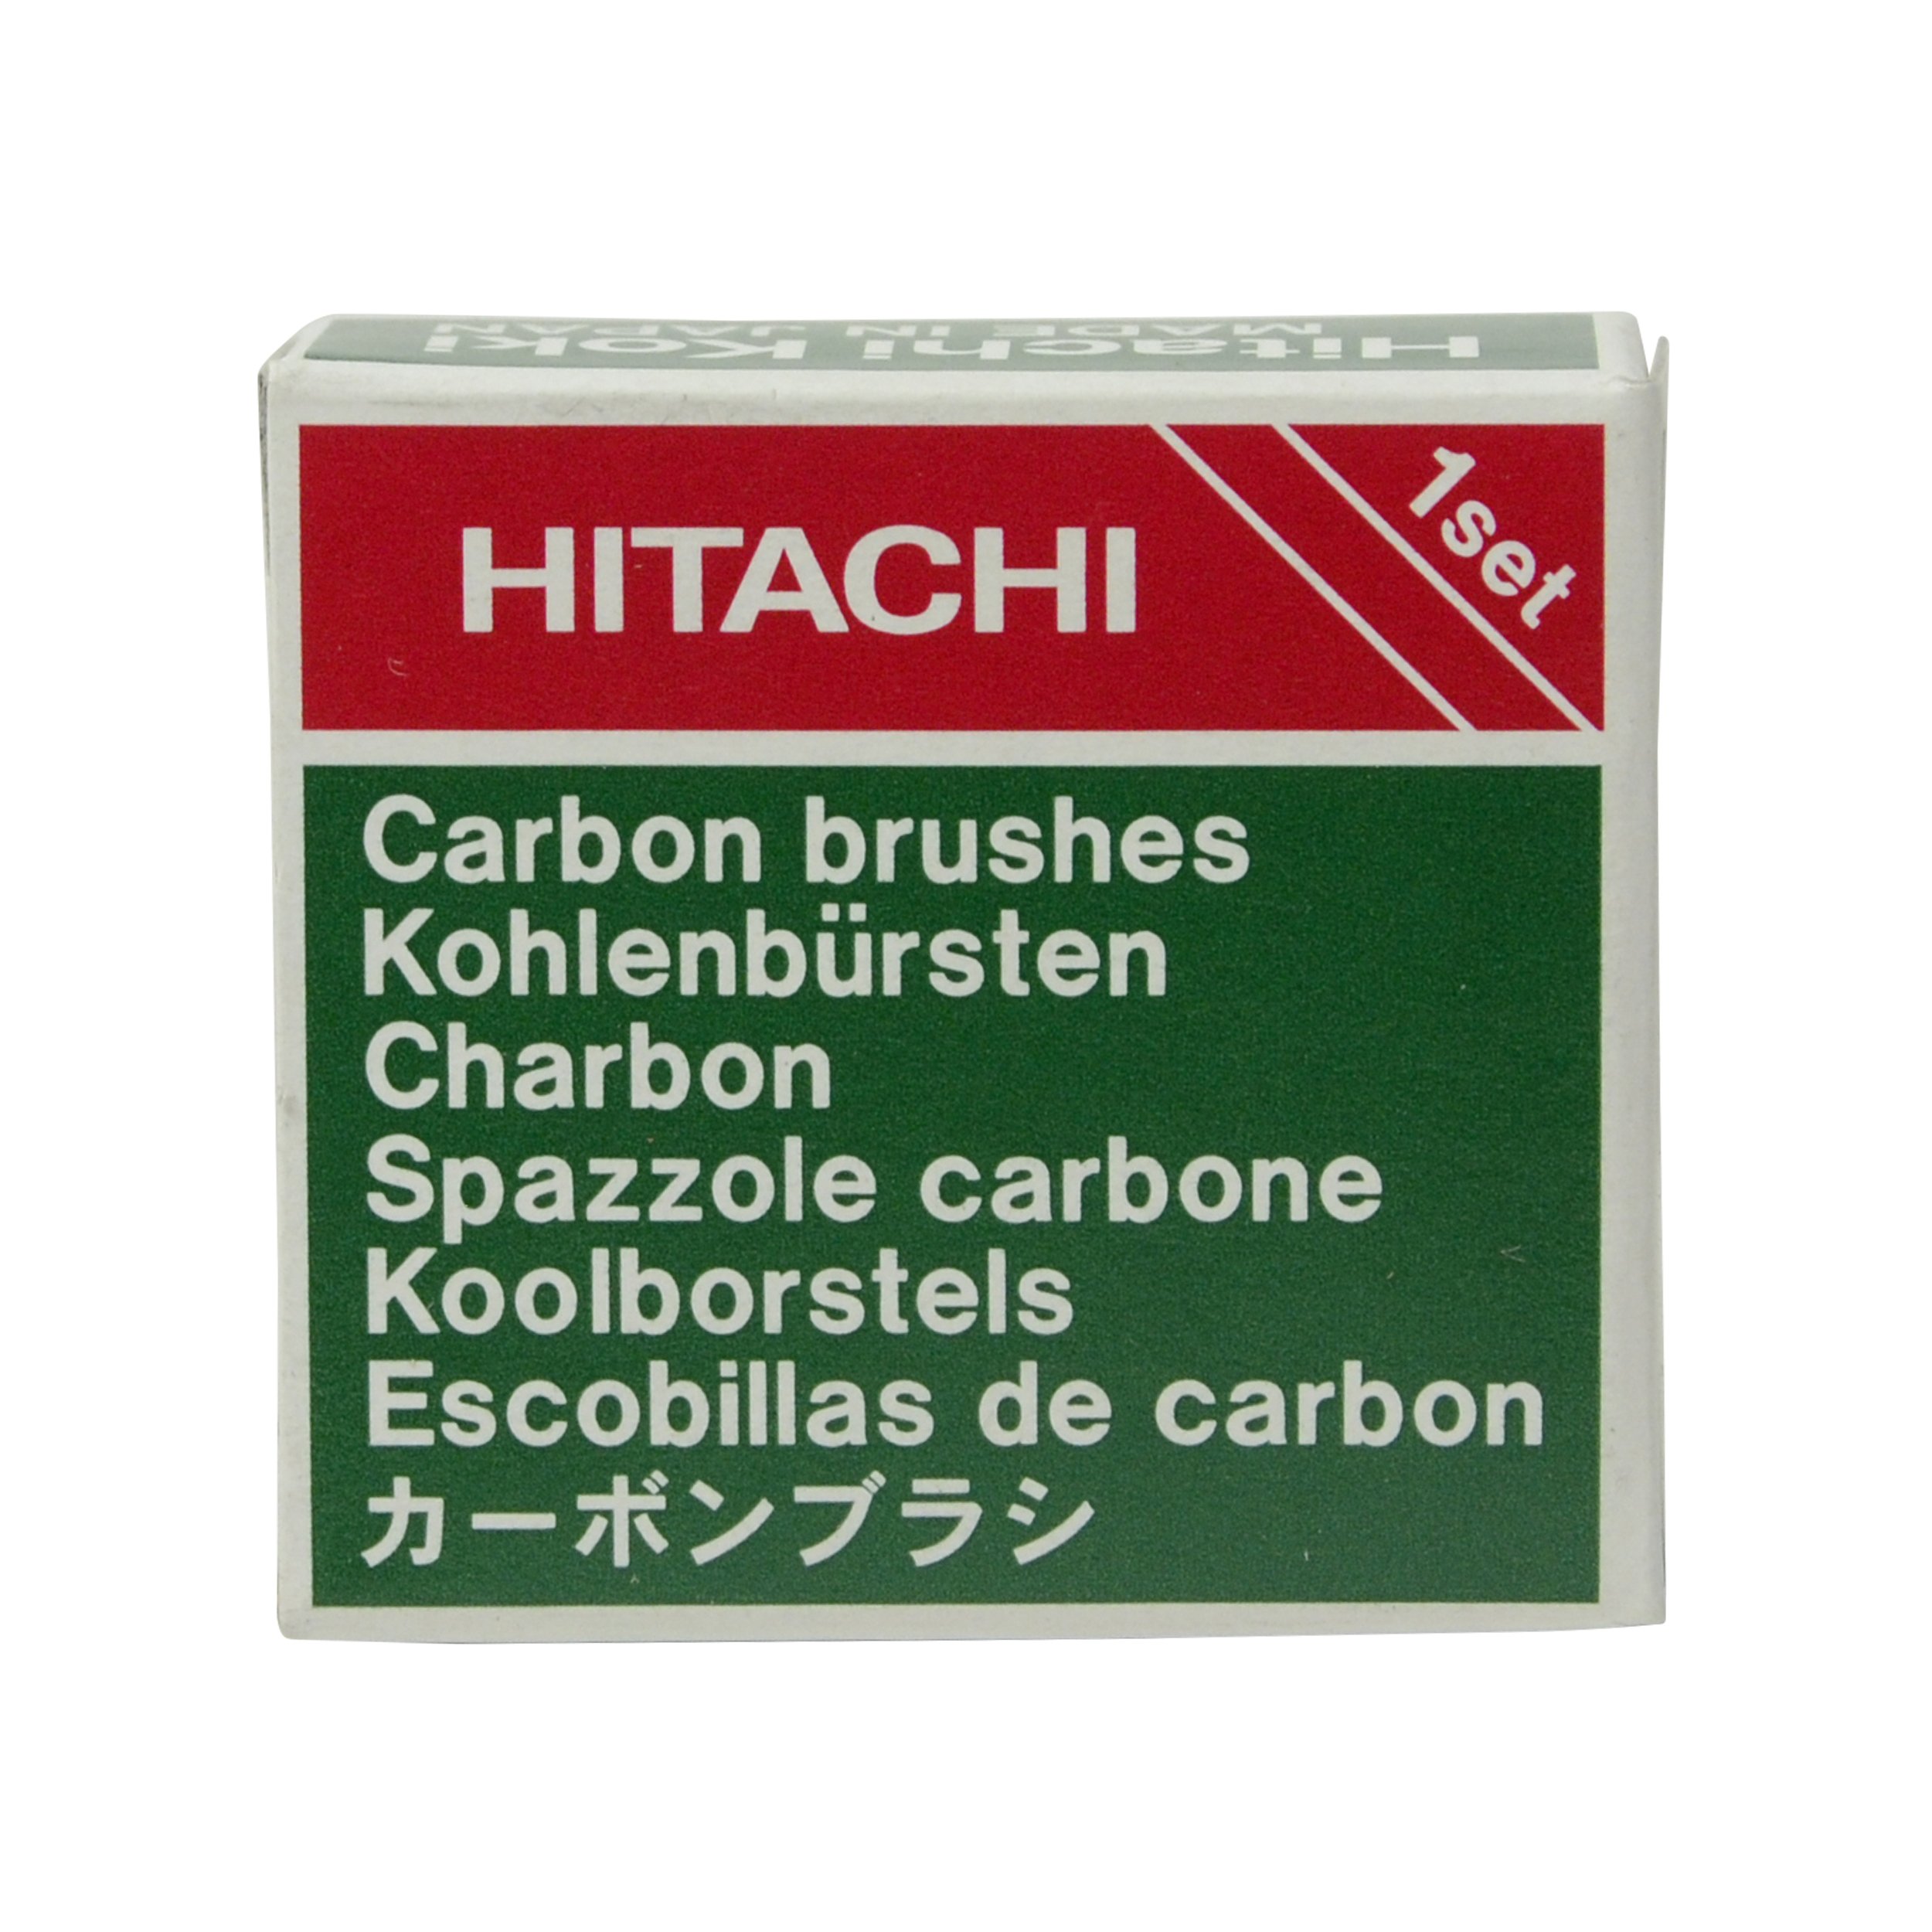 Hitachi Koki
MADE IN JAPAN
HITACHI
1set
Carbon brushes
Kohlenbürsten
Charbon
Spazzole carbone
Koolborstels
Escobillas de carbon
カーボンブラシ